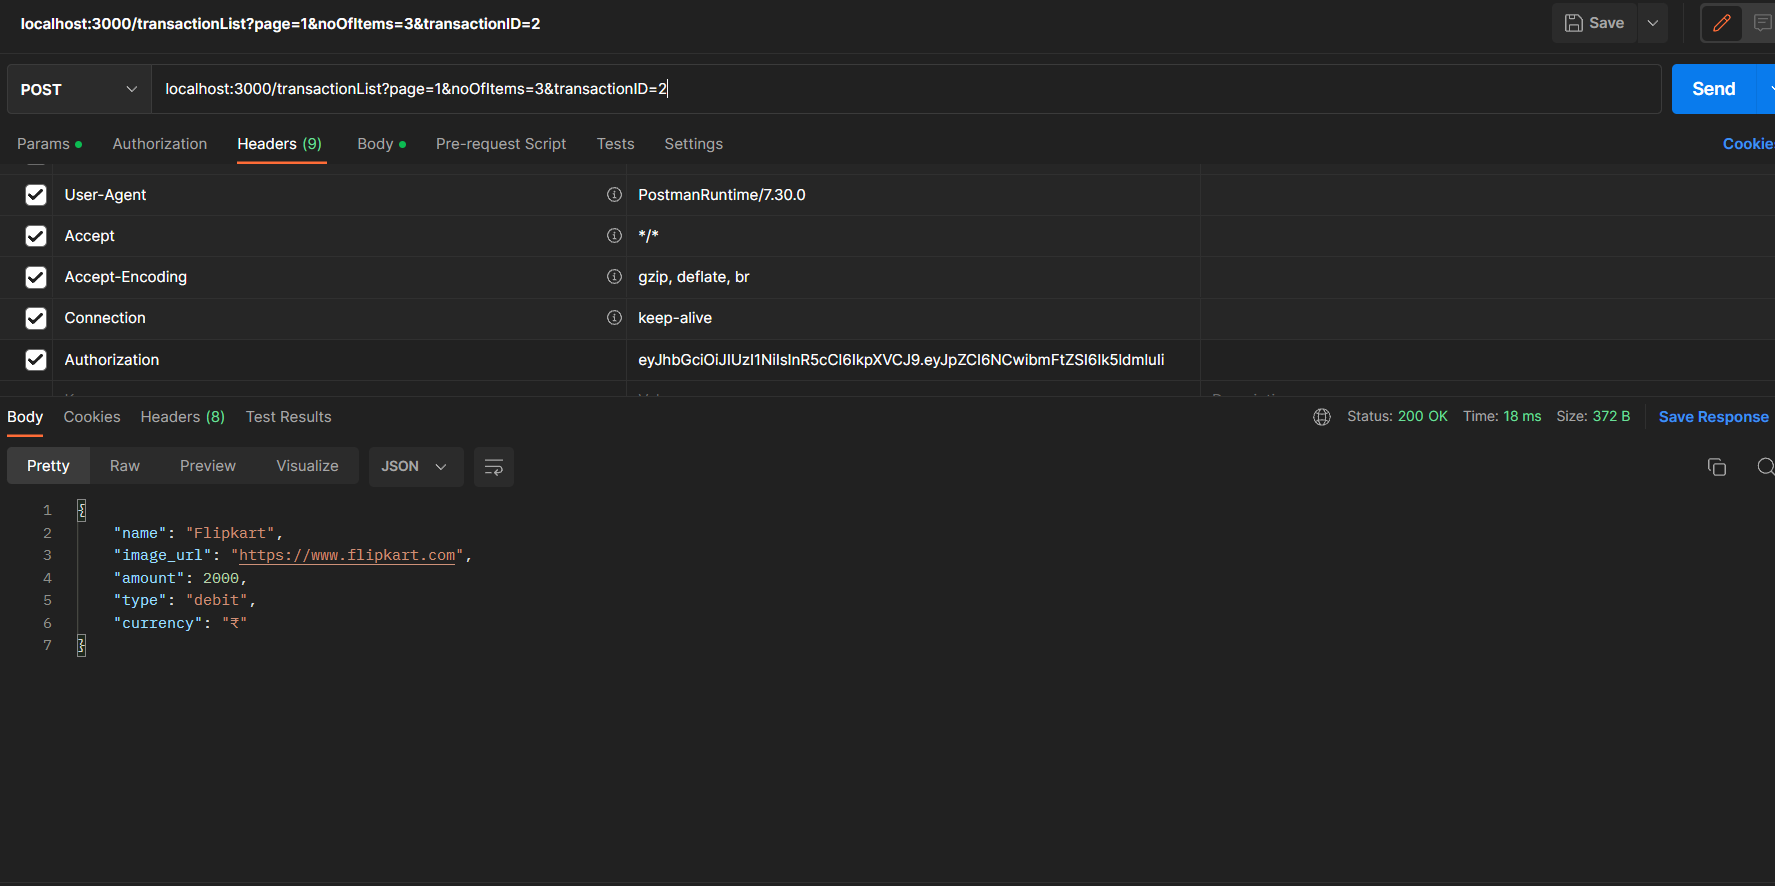 localhost:3000/transactionList?page=1&noOfItems=3&transactionID=2
Save
POST
localhost:3000/transactionList?page=1&noOfItems=3&transactionID=2
Send
Params
Authorization
Headers (9)
Body
Pre-request Script
Tests
Settings
Cookie
User-Agent
PostmanRuntime/7.30.0
Accept
*/*
Accept-Encoding
gzip, deflate, br
Connection
keep-alive
Authorization
eyJhbGciOiJIUzI1NiIsInR5cCI6IkpXVCJ9.eyJpZCI6NCwibmFtZSI6Ik5ldmluIi
Body
Cookies
Headers (8)
Test Results
Status: 200 OK
Time: 18 ms
Size: 372 B
Save Response
Pretty
Raw
Preview
Visualize
JSON
1 {
2 "name": "Flipkart",
3 "image_url": "https://www.flipkart.com",
4 "amount": 2000,
5 "type": "debit",
6 "currency": "₹"
7 }